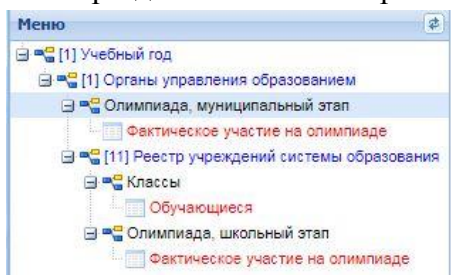 Меню
[1] Учебный год
[1] Органы управления образованием
Олимпиада, муниципальный этап
Фактическое участие на олимпиаде
[11] Реестр учреждений системы образования
Классы
Обучающиеся
Олимпиада, школьный этап
Фактическое участие на олимпиаде